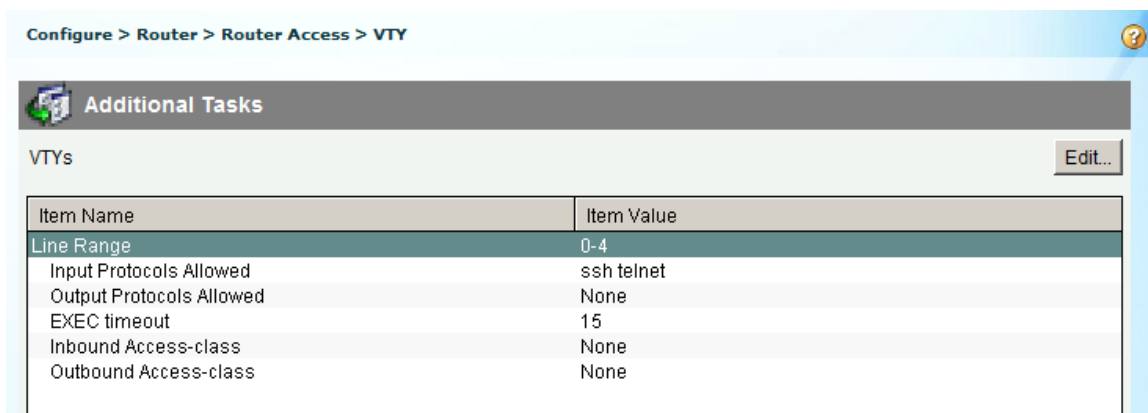 Configure > Router > Router Access > VTY
?
Additional Tasks
VTYs
Edit...
Item Name Item Value
Line Range 0-4
Input Protocols Allowed ssh telnet
Output Protocols Allowed None
EXEC timeout 15
Inbound Access-class None
Outbound Access-class None